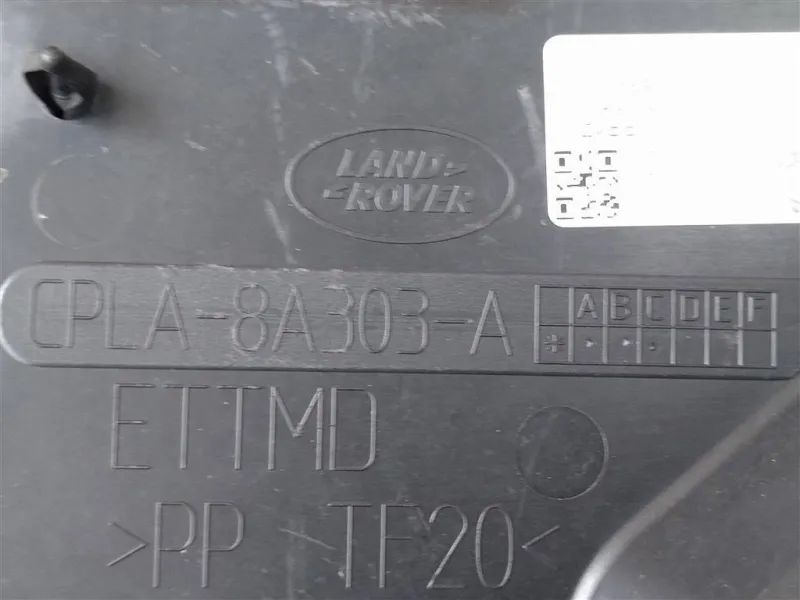 LAND
ROVER
CPLA-8A303-A
A B C D E F
*
ETTMD
>PP TF20<